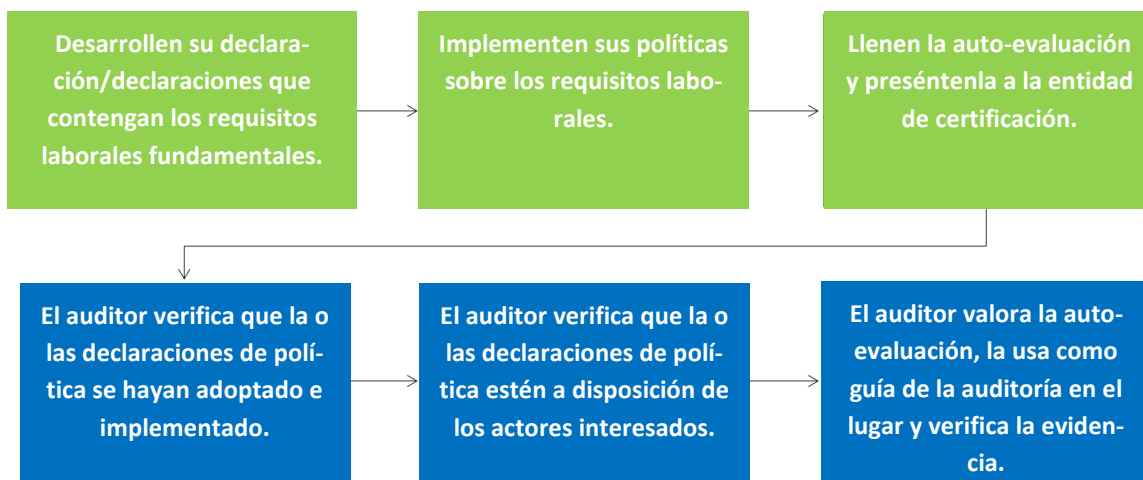 Desarrollen su declara-
ción/declaraciones que
contengan los requisitos
laborales fundamentales.
Implementen sus políticas
sobre los requisitos labo-
rales.
Llenen la auto-evaluación
y preséntenla a la entidad
de certificación.
El auditor verifica que la o
las declaraciones de polí-
tica se hayan adoptado e
implementado.
El auditor verifica que la o
las declaraciones de polí-
tica estén a disposición de
los actores interesados.
El auditor valora la auto-
evaluación, la usa como
guía de la auditoría en el
lugar y verifica la eviden-
cia.